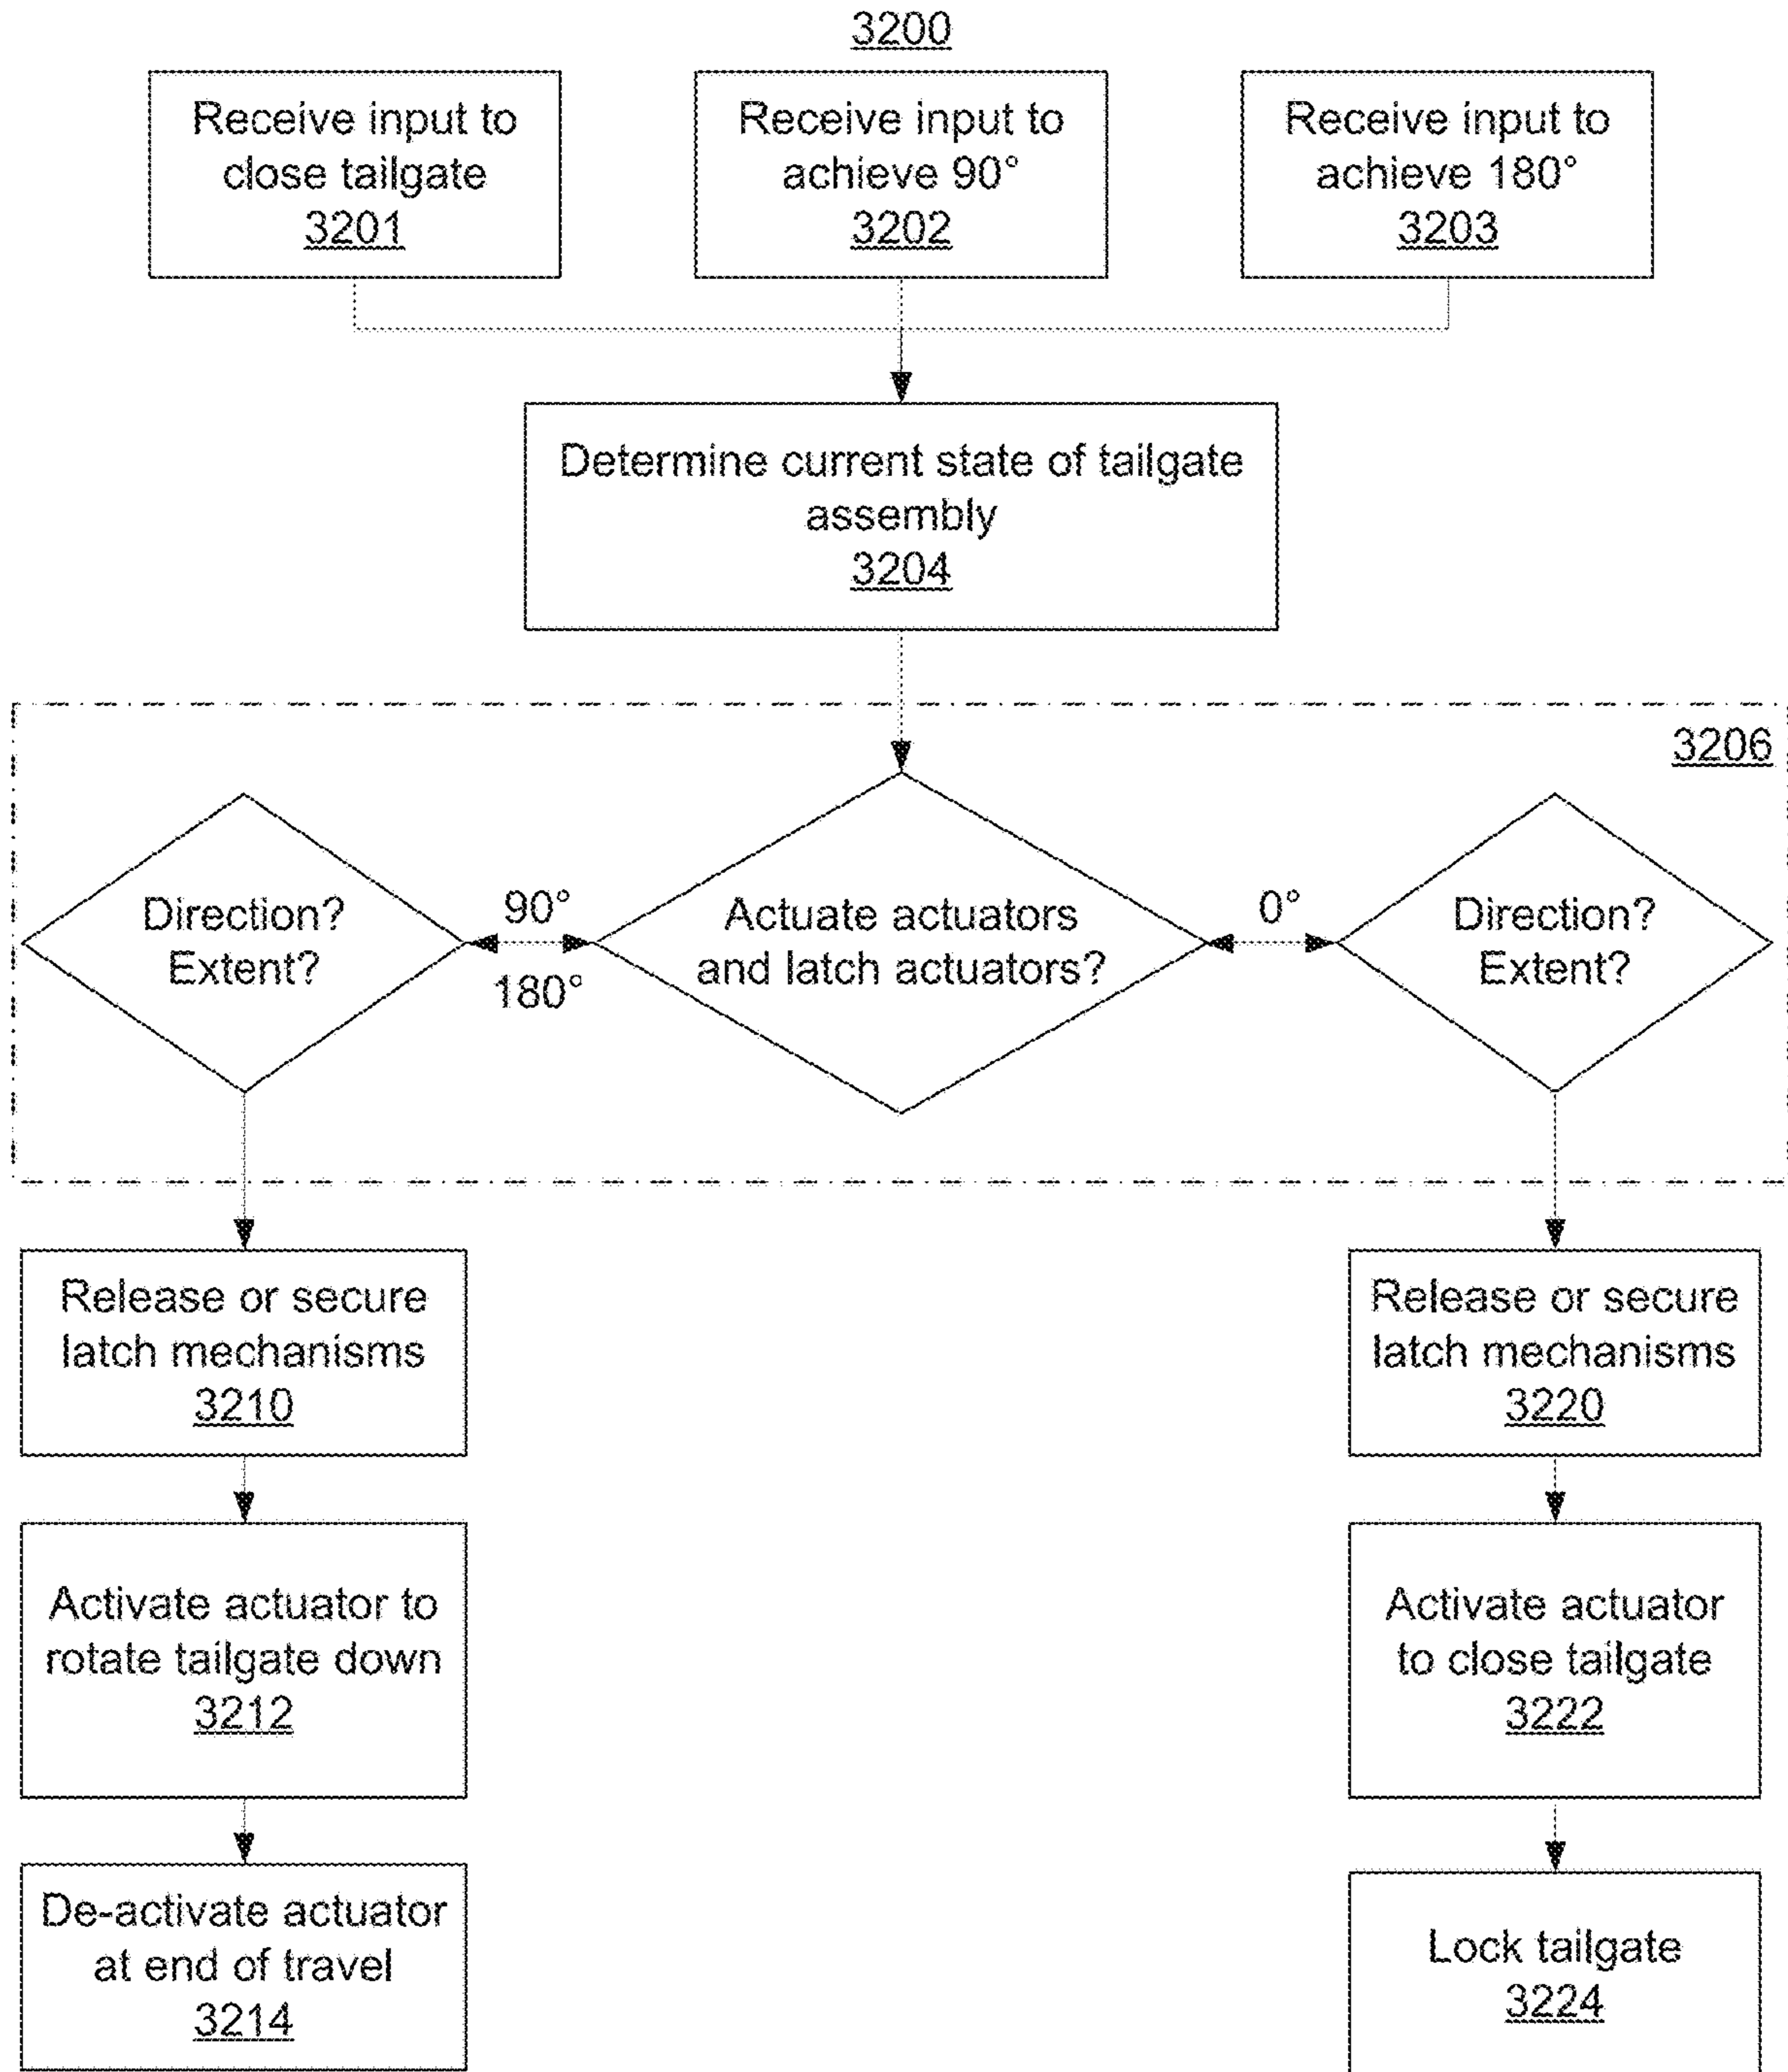 3200
Receive input to
close tailgate
3201
Receive input to
achieve 90°
3202
Receive input to
achieve 180°
3203
Determine current state of tailgate
assembly
3204
3206
Direction?
Extent?
90°
180°
Actuate actuators
and latch actuators?
0°
Direction?
Extent?
Release or secure
latch mechanisms
3210
Release or secure
latch mechanisms
3220
Activate actuator to
rotate tailgate down
3212
Activate actuator
to close tailgate
3222
De-activate actuator
at end of travel
3214
Lock tailgate
3224